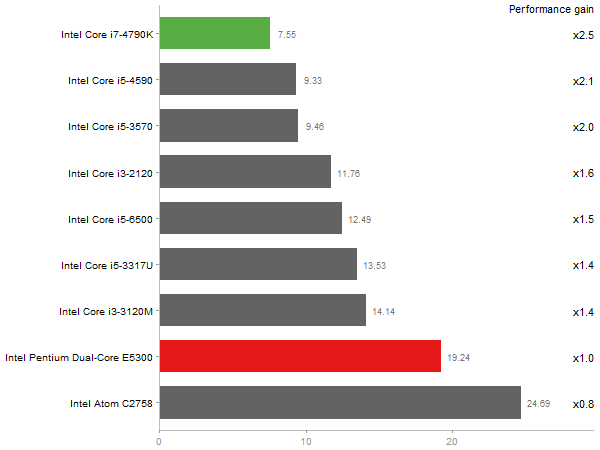 Performance gain
Intel Core i7-4790K 7.55 x2.5
Intel Core i5-4590 9.33 x2.1
Intel Core i5-3570 9.46 x2.0
Intel Core i3-2120 11.76 x1.6
Intel Core i5-6500 12.49 x1.5
Intel Core i5-3317U 13.53 x1.4
Intel Core i3-3120M 14.14 x1.4
Intel Pentium Dual-Core E5300 19.24 x1.0
Intel Atom C2758 24.69 x0.8
0 10 20